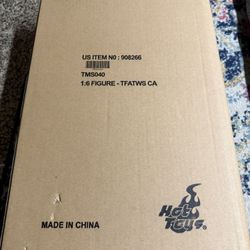 US ITEM NO : 908266
TMS040
1:6 FIGURE - TFATWS CA
Hot
Toys
MADE IN CHINA